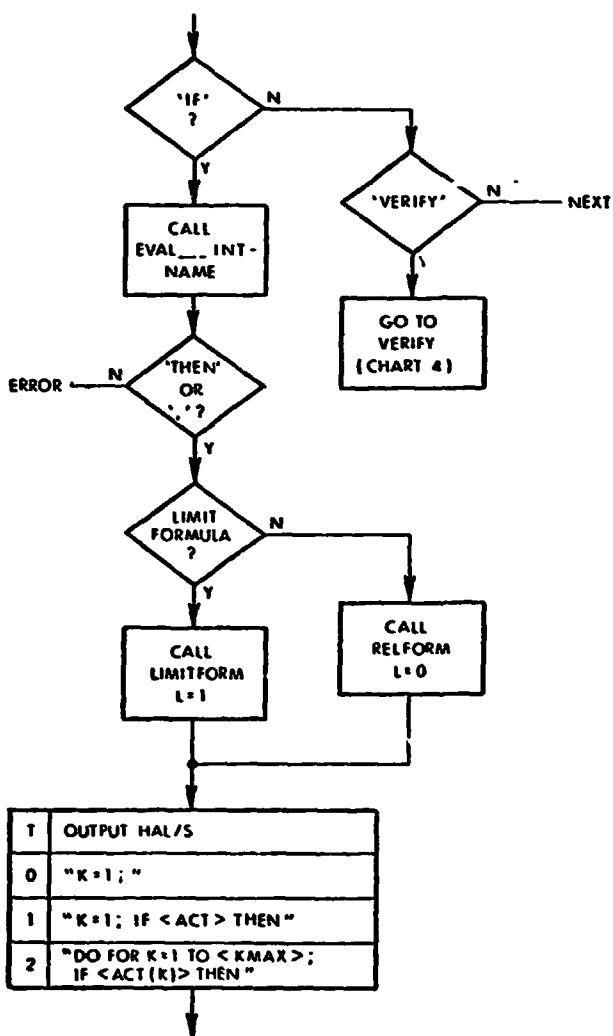 'IF'
?
N
Y
'VERIFY'
N
NEXT
CALL
EVAL__ INT-
NAME
GO TO
VERIFY
(CHART 4)
'THEN'
OR
','?
N
ERROR
Y
LIMIT
FORMULA
?
N
Y
CALL
LIMITFORM
L=1
CALL
RELFORM
L=0
T OUTPUT HAL/S
0 "K=1;"
1 "K=1; IF <ACT> THEN"
2 "DO FOR K=1 TO <KMAX>;
IF <ACT(K)> THEN"